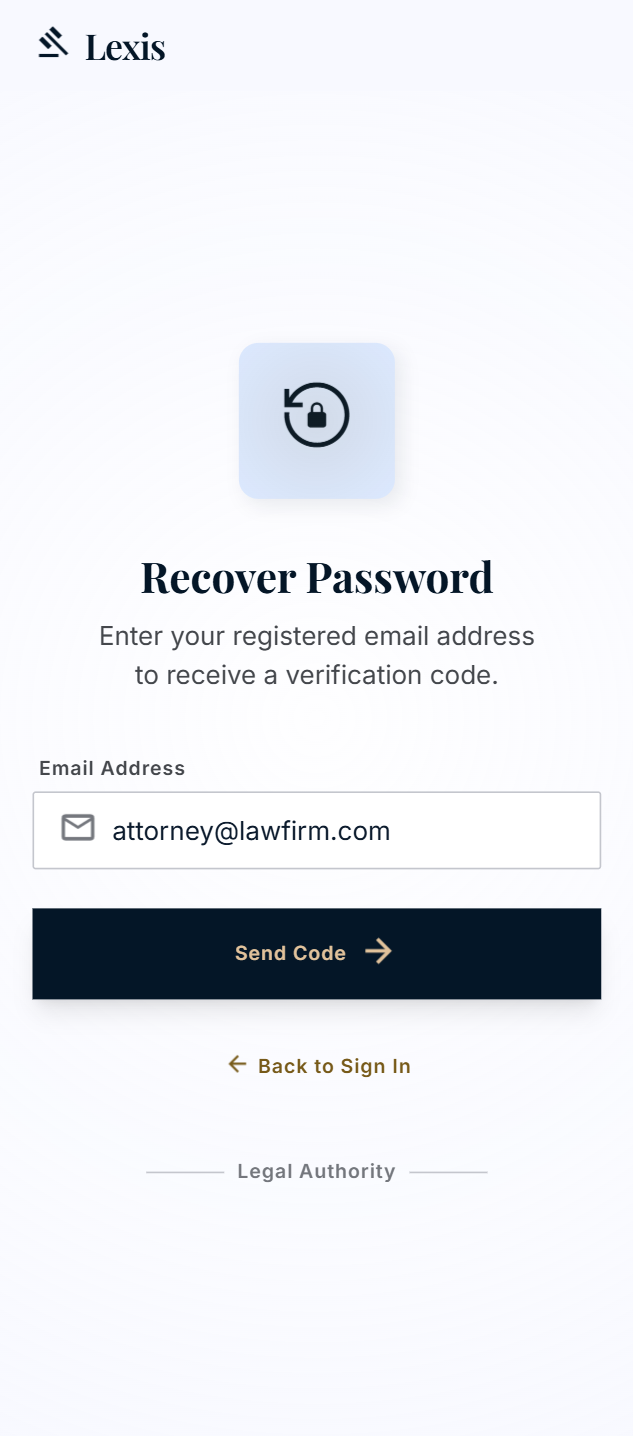 Lexis
Recover Password
Enter your registered email address
to receive a verification code.
Email Address
attorney@lawfirm.com
Send Code
Back to Sign In
Legal Authority